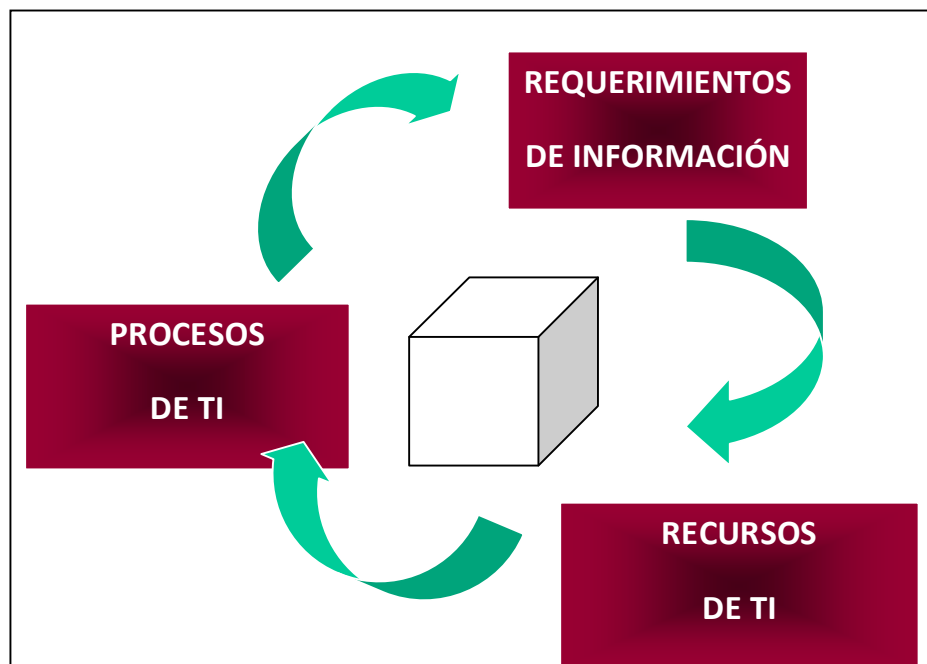 REQUERIMIENTOS
DE INFORMACIÓN
PROCESOS
DE TI
RECURSOS
DE TI